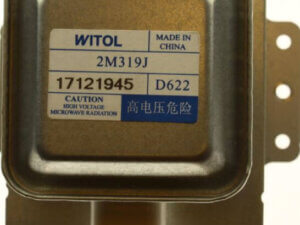 WITOL MADE IN
CHINA
2M319J
17121945 D622
CAUTION
HIGH VOLTAGE
MICROWAVE RADIATION
高电压危险